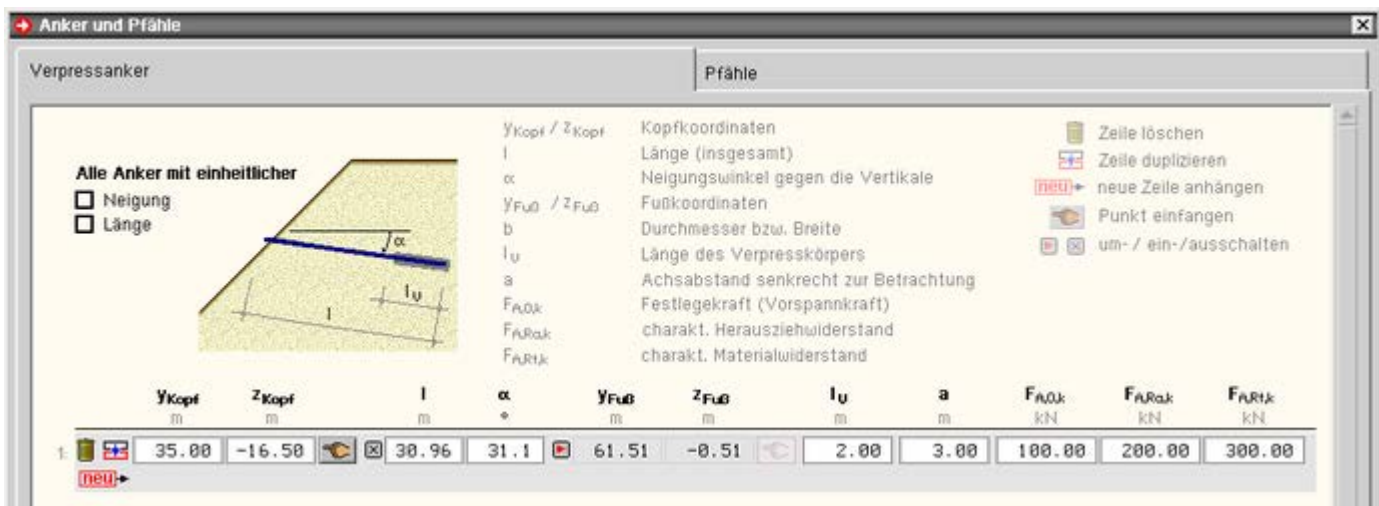 Anker und Pfähle
Verpressanker
Pfähle
Alle Anker mit einheitlicher
Neigung
Länge
α
lυ
l
yKopf / zKopf Kopfkoordinaten
l Länge (insgesamt)
α Neigungswinkel gegen die Vertikale
yFuß / zFuß Fußkoordinaten
b Durchmesser bzw. Breite
lυ Länge des Verpresskörpers
a Achsabstand senkrecht zur Betrachtung
FA,0,k Festlegekraft (Vorspannkraft)
FA,Ra,k charakt. Herausziehwiderstand
FA,Rt,k charakt. Materialwiderstand
Zeile löschen
Zeile duplizieren
neu neue Zeile anhängen
Punkt einfangen
um- / ein-/ausschalten
yKopf zKopf l α yFuß zFuß lυ a FA,0,k FA,Ra,k FA,Rt,k
m m m ° m m m m kN kN kN
1: 35.00 -16.50 30.96 31.1 61.51 -0.51 2.00 3.00 100.00 200.00 300.00
neu